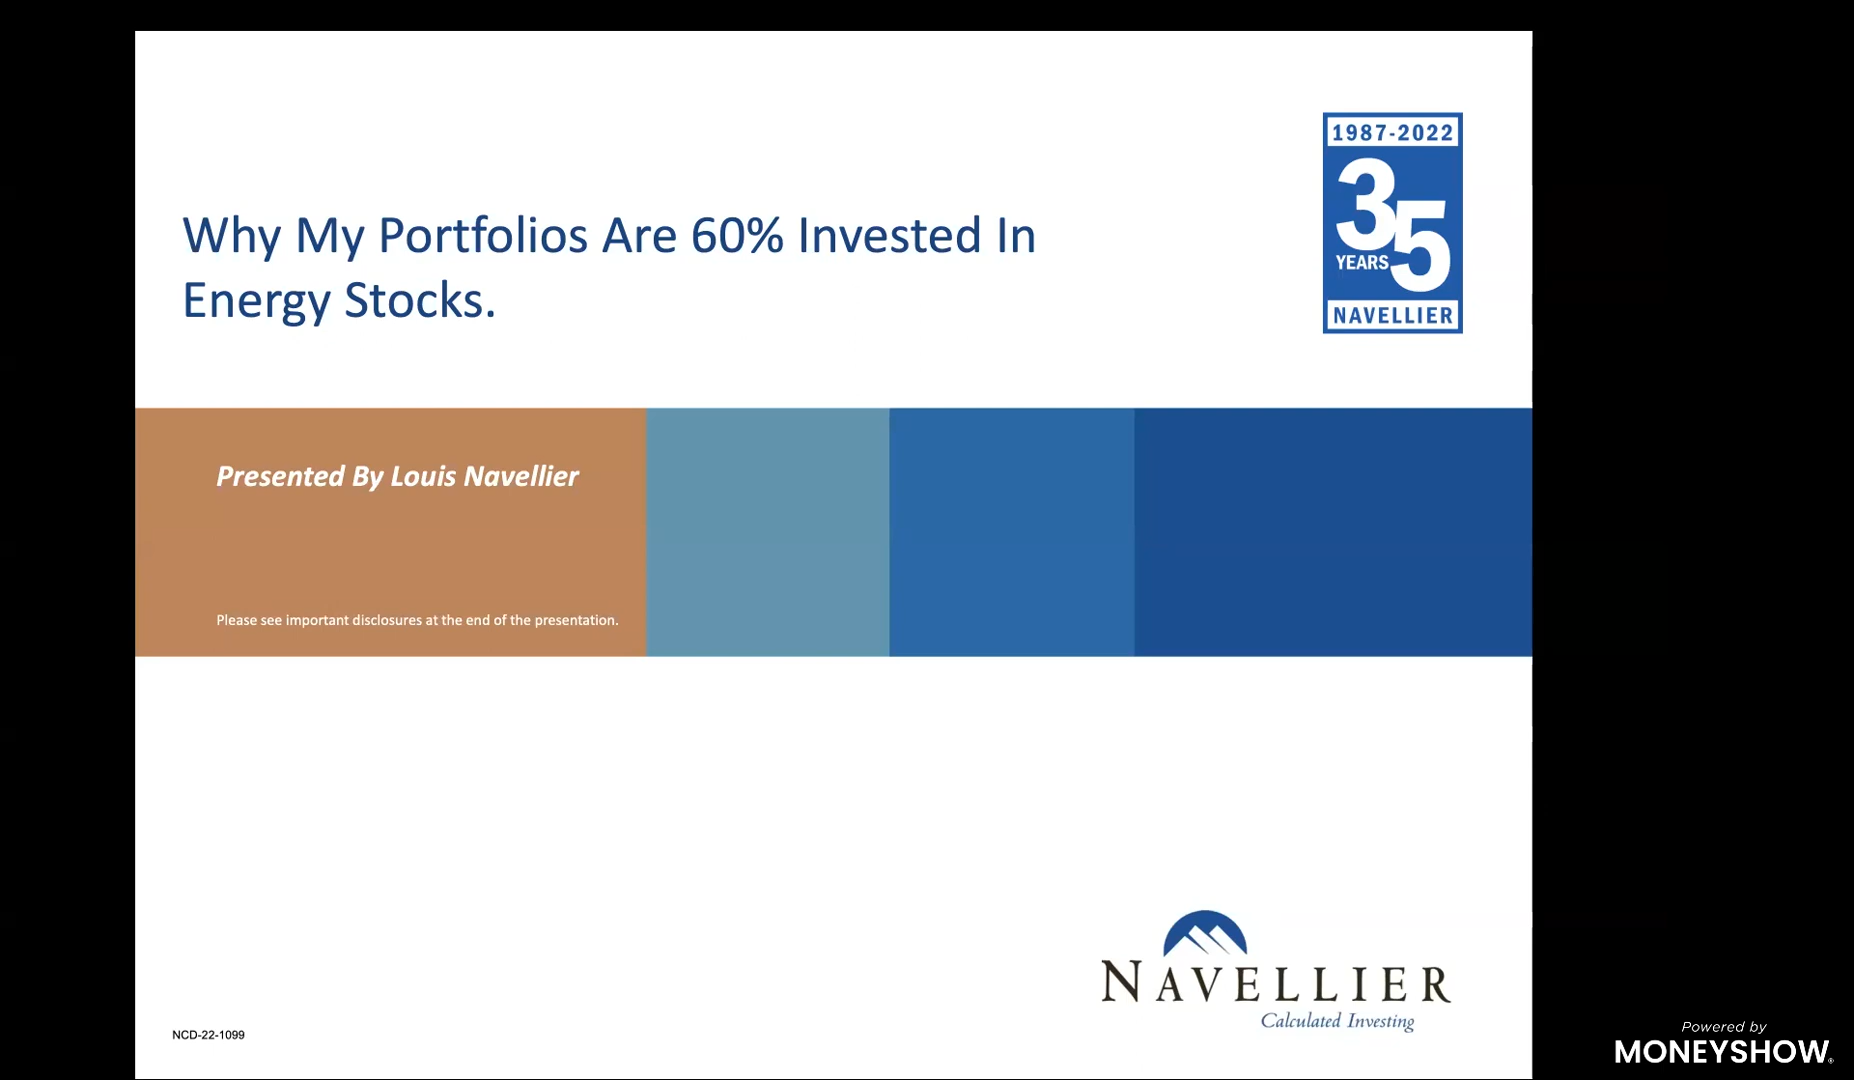 1987-2022
35
YEARS
NAVELLIER
Why My Portfolios Are 60% Invested In
Energy Stocks.
Presented By Louis Navellier
Please see important disclosures at the end of the presentation.
NAVELLIER
Calculated Investing
NCD-22-1099
Powered by
MONEYSHOW®